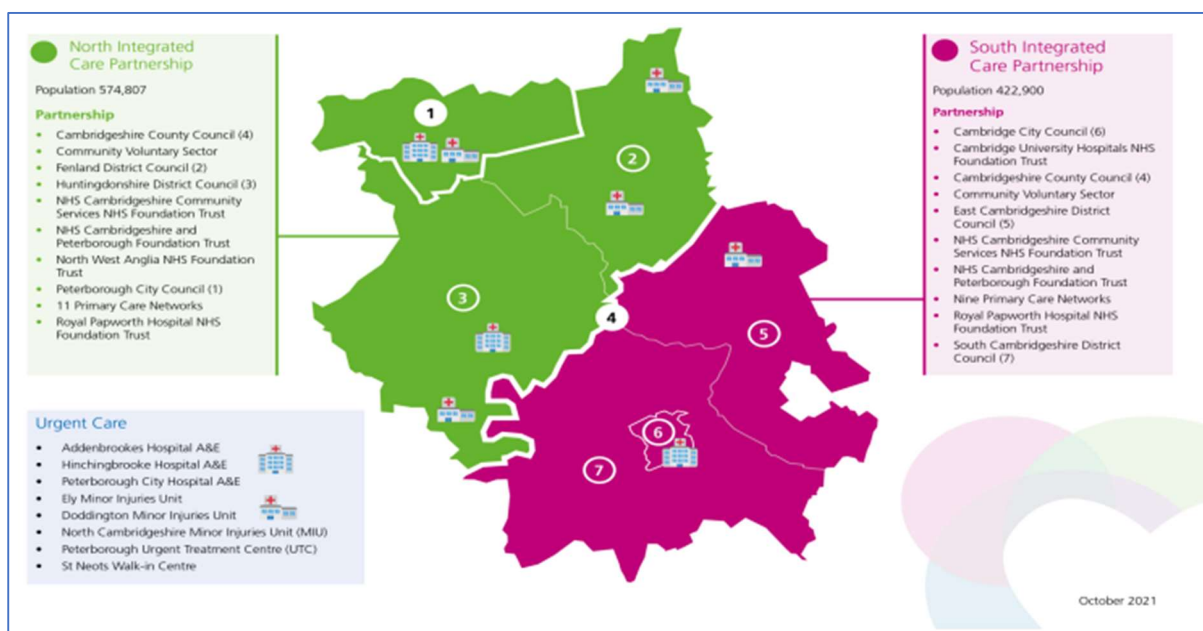 North Integrated
Care Partnership
Population 574,807
Partnership
• Cambridgeshire County Council (4)
• Community Voluntary Sector
• Fenland District Council (2)
• Huntingdonshire District Council (3)
• NHS Cambridgeshire Community
Services NHS Foundation Trust
• NHS Cambridgeshire and
Peterborough Foundation Trust
• North West Anglia NHS Foundation
Trust
• Peterborough City Council (1)
• 11 Primary Care Networks
• Royal Papworth Hospital NHS
Foundation Trust
1
2
3
4
5
6
7
South Integrated
Care Partnership
Population 422,900
Partnership
• Cambridge City Council (6)
• Cambridge University Hospitals NHS
Foundation Trust
• Cambridgeshire County Council (4)
• Community Voluntary Sector
• East Cambridgeshire District
Council (5)
• NHS Cambridgeshire Community
Services NHS Foundation Trust
• NHS Cambridgeshire and
Peterborough Foundation Trust
• Nine Primary Care Networks
• Royal Papworth Hospital NHS
Foundation Trust
• South Cambridgeshire District
Council (7)
Urgent Care
• Addenbrookes Hospital A&E
• Hinchingbrooke Hospital A&E
• Peterborough City Hospital A&E
• Ely Minor Injuries Unit
• Doddington Minor Injuries Unit
• North Cambridgeshire Minor Injuries Unit (MIU)
• Peterborough Urgent Treatment Centre (UTC)
• St Neots Walk-in Centre
October 2021